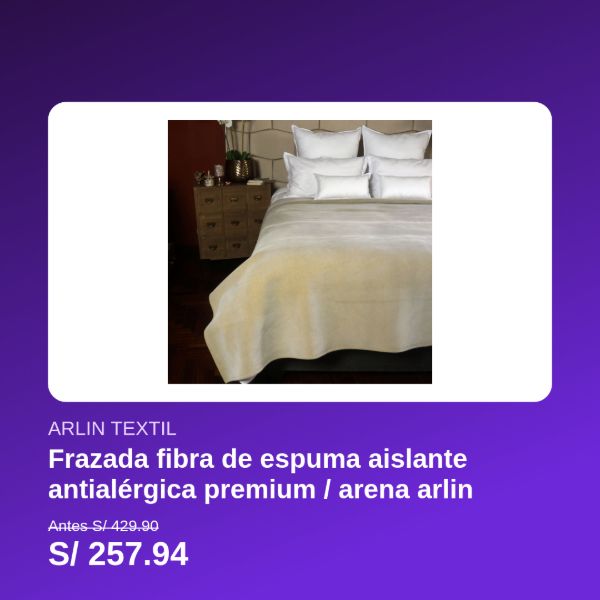 ARLIN TEXTIL
Frazada fibra de espuma aislante
antialérgica premium / arena arlin
Antes S/ 429.90
S/ 257.94